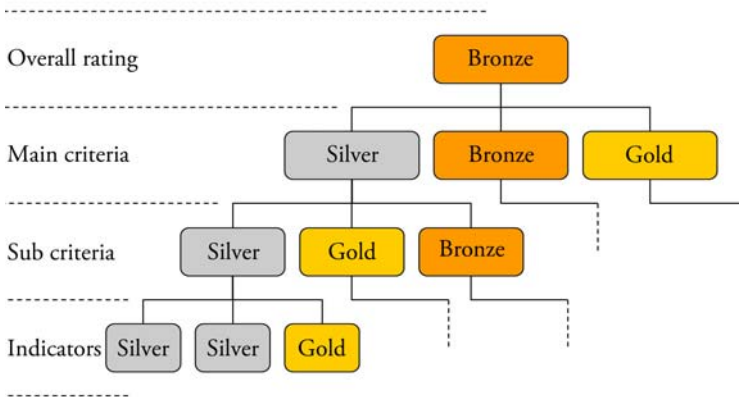 Overall rating
Bronze
Main criteria
Silver
Bronze
Gold
Sub criteria
Silver
Gold
Bronze
Indicators
Silver
Silver
Gold